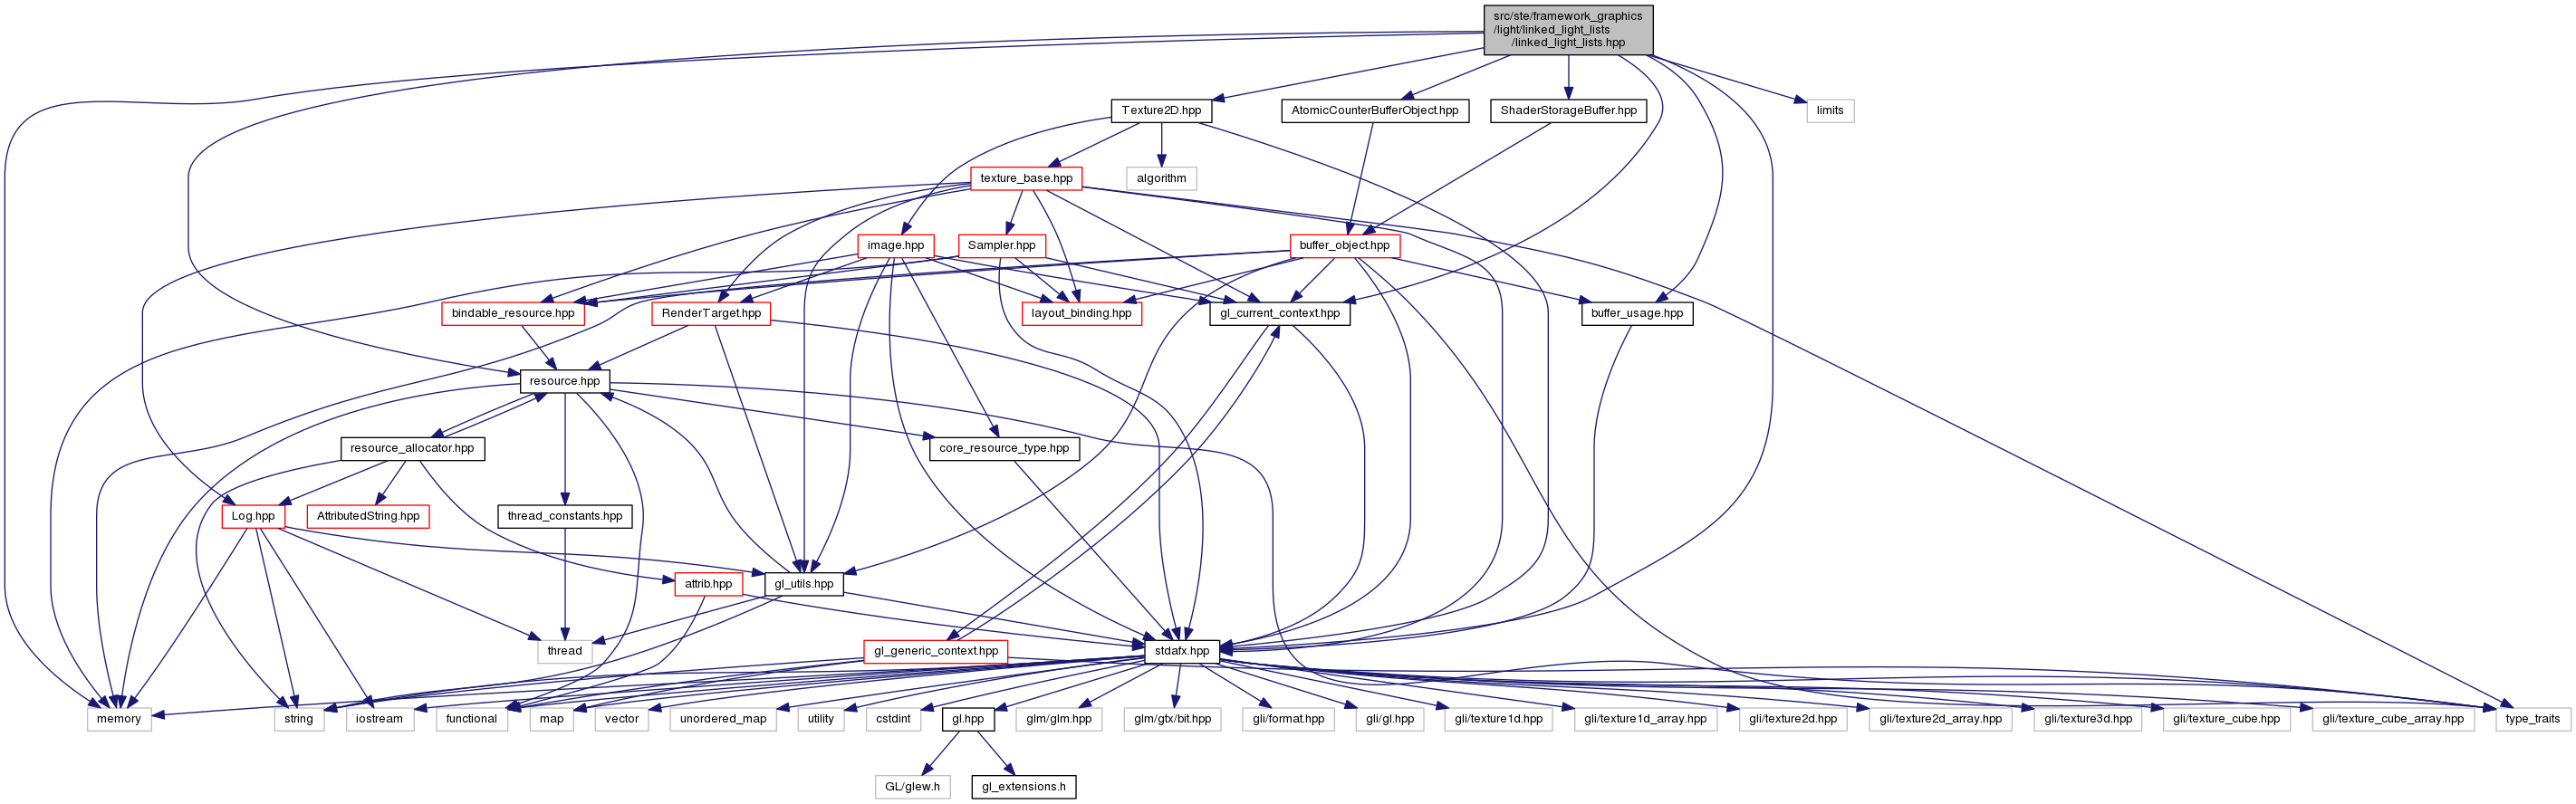 src/ste/framework_graphics
/light/linked_light_lists
/linked_light_lists.hpp
Texture2D.hpp
AtomicCounterBufferObject.hpp
ShaderStorageBuffer.hpp
limits
texture_base.hpp
algorithm
image.hpp
Sampler.hpp
buffer_object.hpp
bindable_resource.hpp
RenderTarget.hpp
layout_binding.hpp
gl_current_context.hpp
buffer_usage.hpp
resource.hpp
resource_allocator.hpp
core_resource_type.hpp
Log.hpp
AttributedString.hpp
thread_constants.hpp
attrib.hpp
gl_utils.hpp
thread
gl_generic_context.hpp
stdafx.hpp
memory
string
iostream
functional
map
vector
unordered_map
utility
cstdint
gl.hpp
glm/glm.hpp
glm/gtx/bit.hpp
gli/format.hpp
gli/gl.hpp
gli/texture1d.hpp
gli/texture1d_array.hpp
gli/texture2d.hpp
gli/texture2d_array.hpp
gli/texture3d.hpp
gli/texture_cube.hpp
gli/texture_cube_array.hpp
type_traits
GL/glew.h
gl_extensions.h